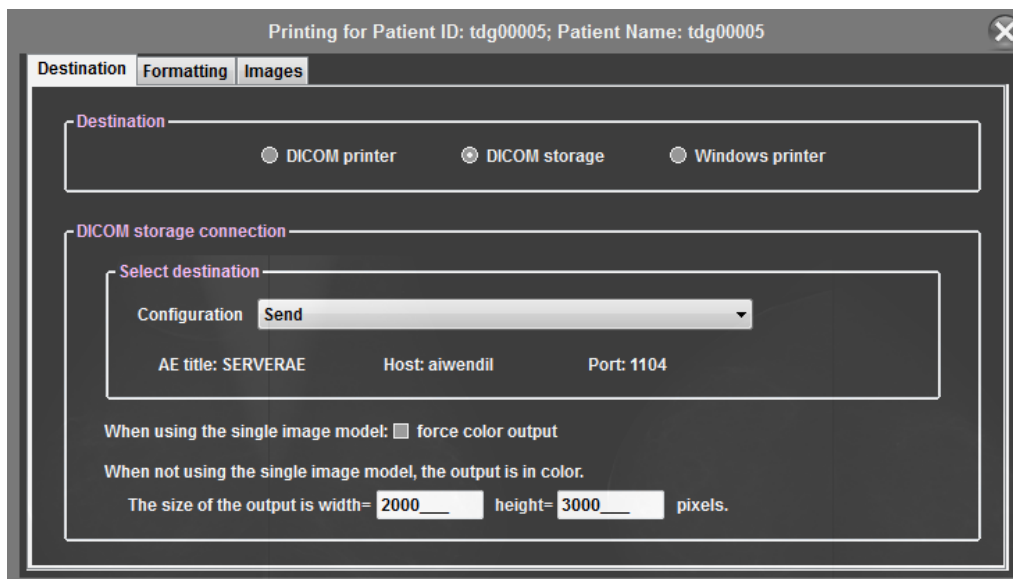 Printing for Patient ID: tdg00005; Patient Name: tdg00005
Destination Formatting Images
Destination
DICOM printer DICOM storage Windows printer
DICOM storage connection
Select destination
Configuration Send
AE title: SERVERAE Host: aiwendil Port: 1104
When using the single image model: force color output
When not using the single image model, the output is in color.
The size of the output is width= 2000___ height= 3000___ pixels.